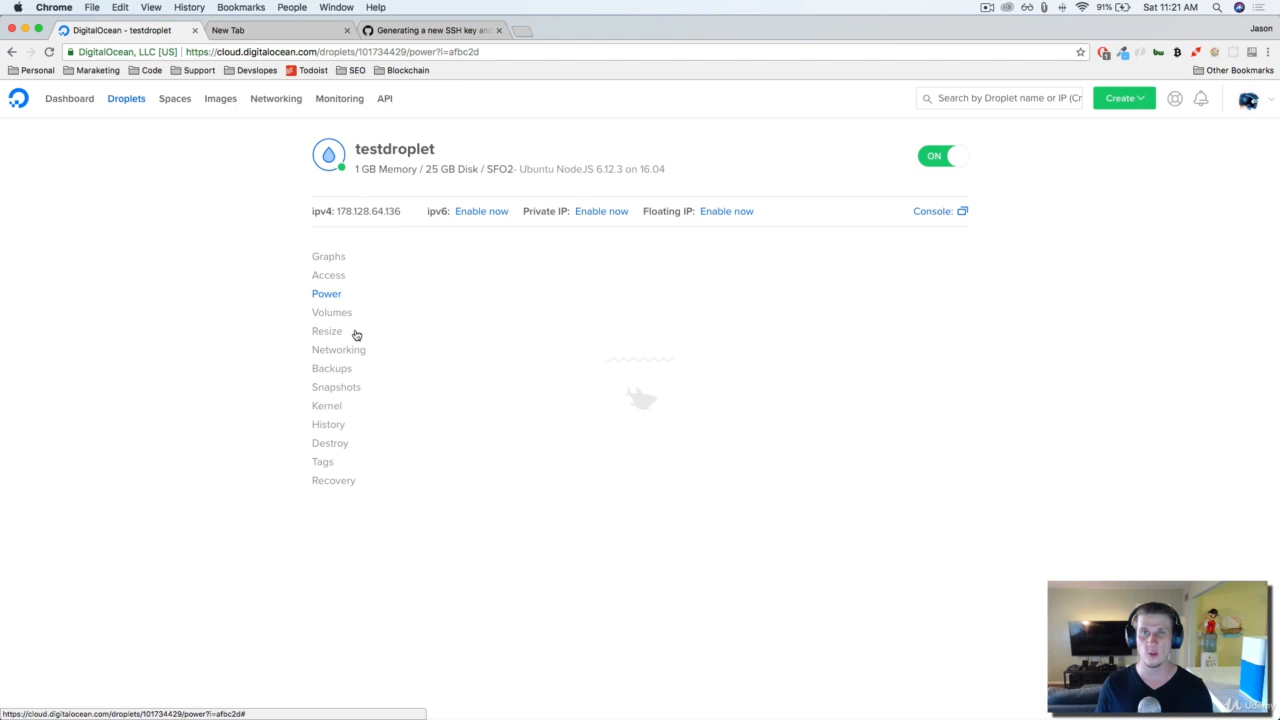 Chrome File Edit View History Bookmarks People Window Help 91% Sat 11:21 AM
DigitalOcean - testdroplet New Tab Generating a new SSH key and Jason
DigitalOcean, LLC [US] https://cloud.digitalocean.com/droplets/101734429/power?i=afbc2d
Personal Maraketing Code Support Devslopes Todoist SEO Blockchain Other Bookmarks
Dashboard Droplets Spaces Images Networking Monitoring API Search by Droplet name or IP (Cr Create
testdroplet
1 GB Memory / 25 GB Disk / SFO2 - Ubuntu NodeJS 6.12.3 on 16.04 ON
ipv4: 178.128.64.136 ipv6: Enable now Private IP: Enable now Floating IP: Enable now Console:
Graphs
Access
Power
Volumes
Resize
Networking
Backups
Snapshots
Kernel
History
Destroy
Tags
Recovery
Udemy
https://cloud.digitalocean.com/droplets/101734429/power?i=afbc2d#